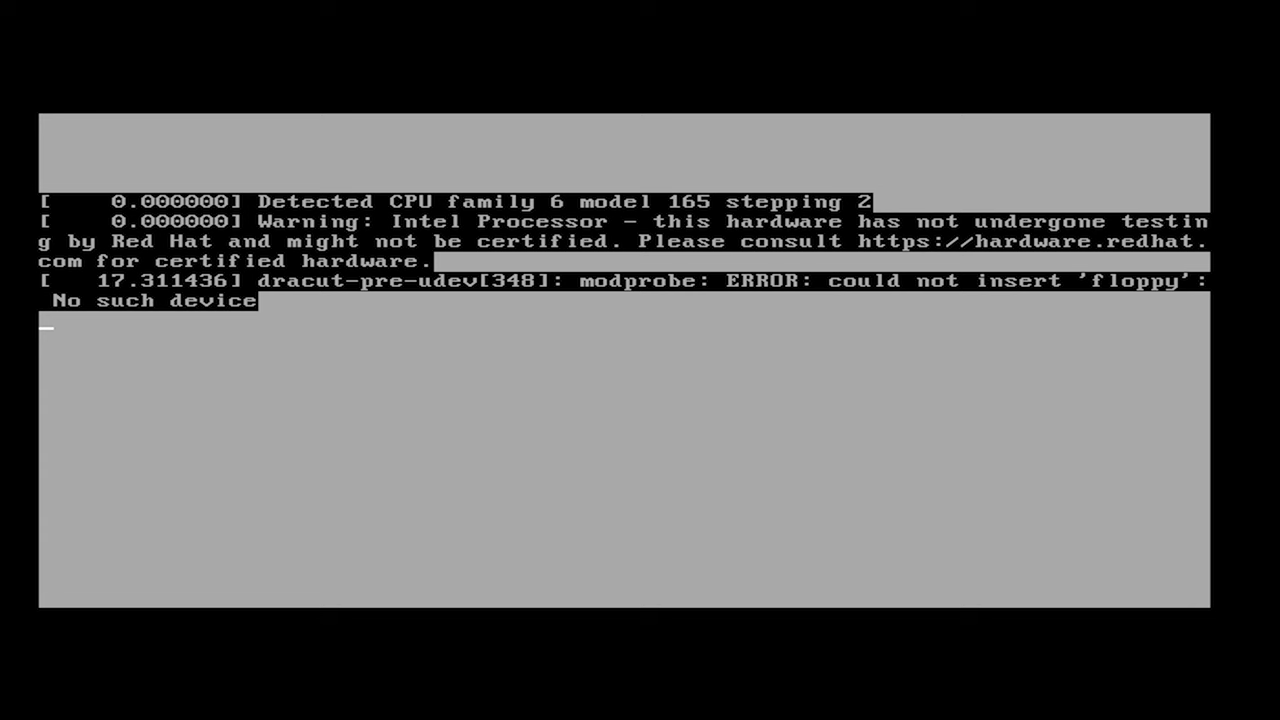 [    0.000000] Detected CPU family 6 model 165 stepping 2
[    0.000000] Warning: Intel Processor - this hardware has not undergone testin
g by Red Hat and might not be certified. Please consult https://hardware.redhat.
com for certified hardware.
[   17.311436] dracut-pre-udev[348]: modprobe: ERROR: could not insert 'floppy':
 No such device